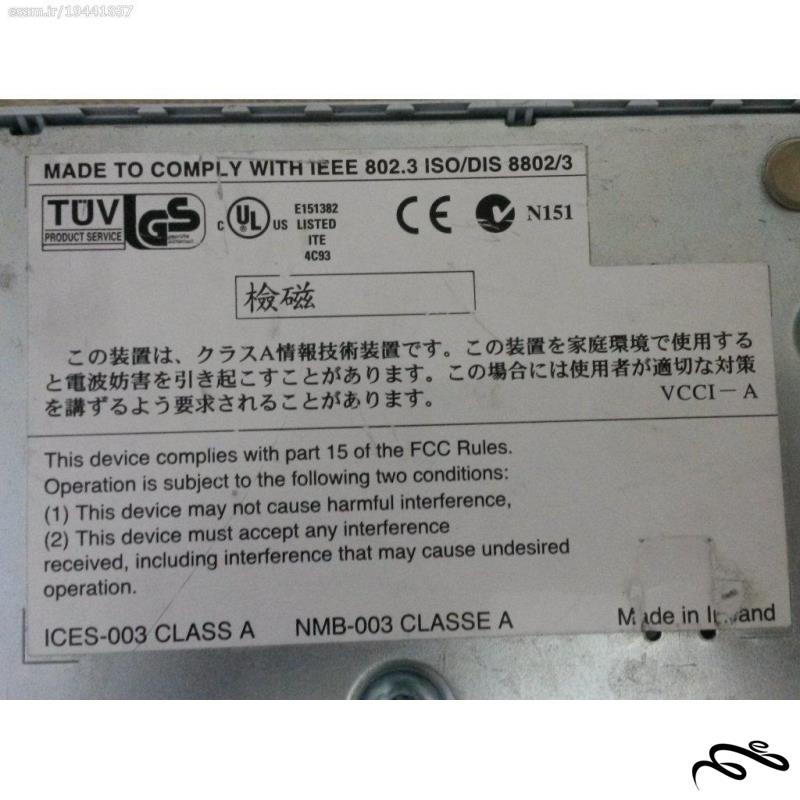 esam.ir/19441857
MADE TO COMPLY WITH IEEE 802.3 ISO/DIS 8802/3
TÜV
PRODUCT SERVICE
GS
C UL US
E151382
LISTED
ITE
4C93
CE
N151
檢磁
この装置は、クラスA情報技術装置です。この装置を家庭環境で使用する
と電波妨害を引き起こすことがあります。この場合には使用者が適切な対策
を講ずるよう要求されることがあります。
VCCI－A
This device complies with part 15 of the FCC Rules.
Operation is subject to the following two conditions:
(1) This device may not cause harmful interference,
(2) This device must accept any interference
received, including interference that may cause undesired
operation.
ICES-003 CLASS A NMB-003 CLASSE A
Made in Ireland